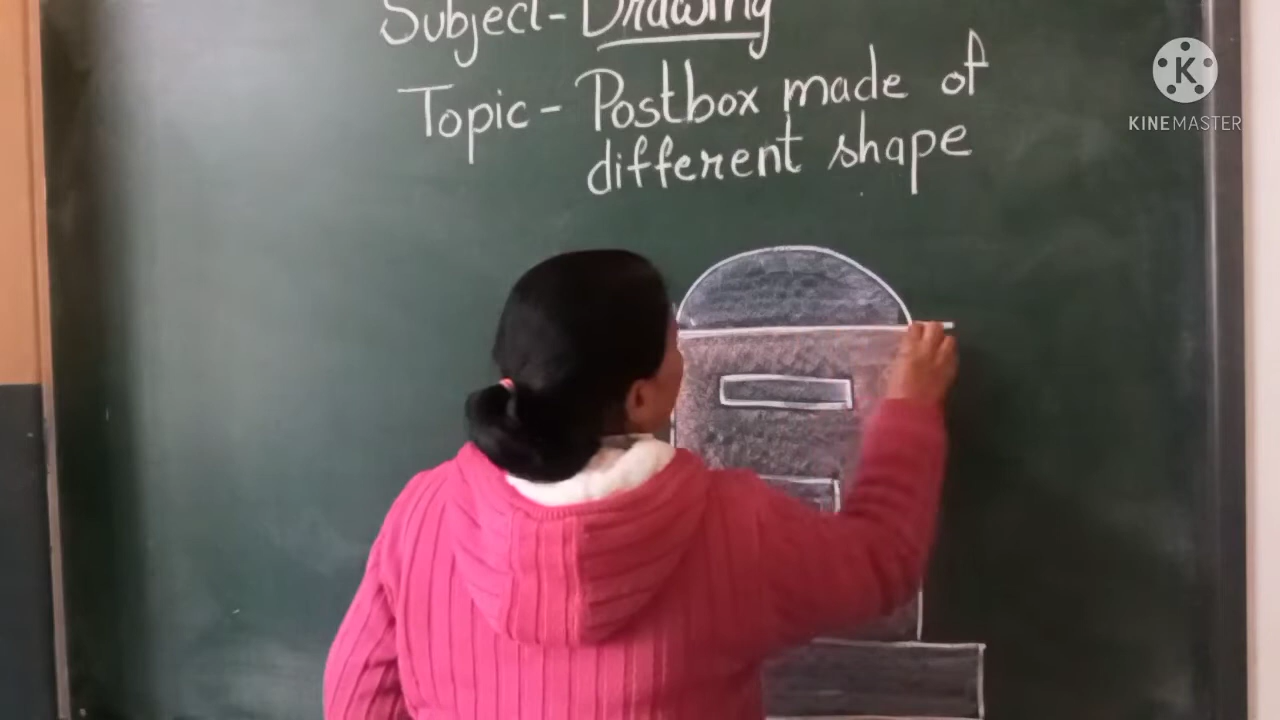 Subject- Drawing
Topic- Postbox made of
different shape
KINEMASTER